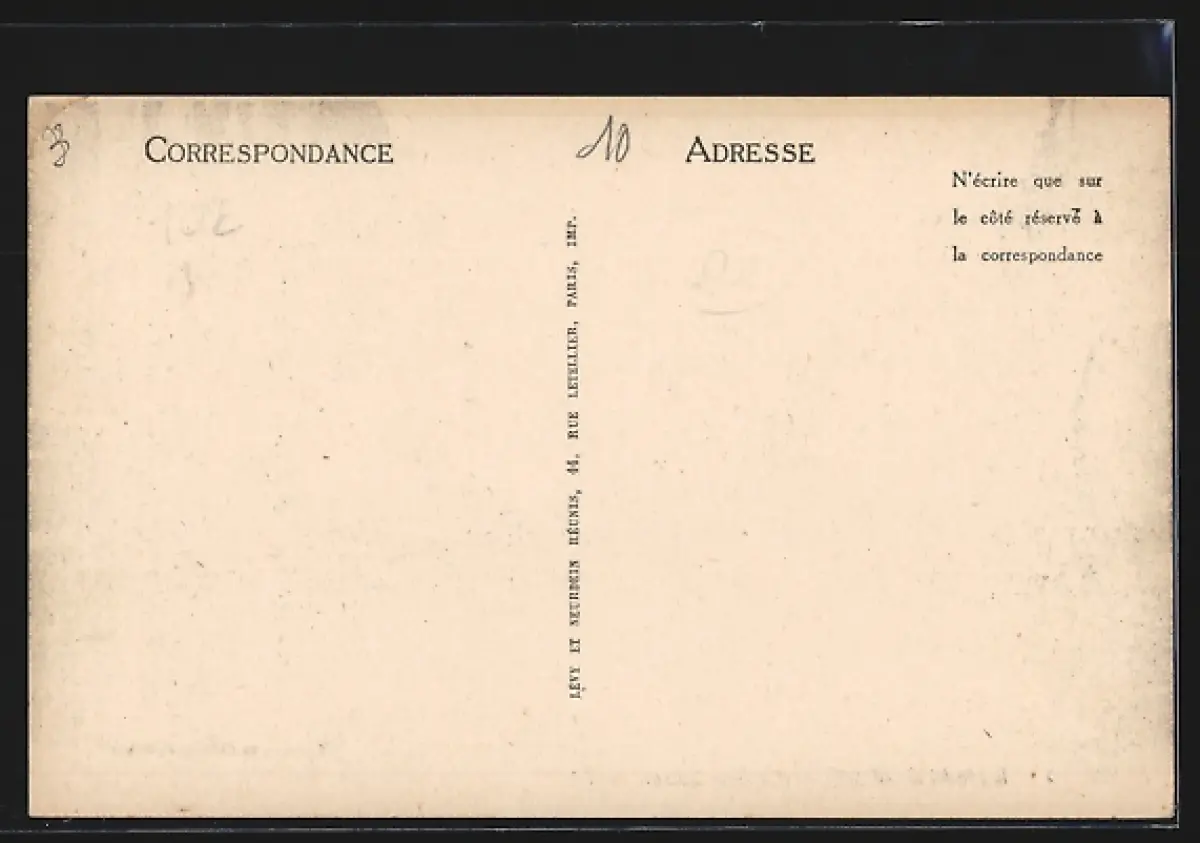 3
CORRESPONDANCE
10
ADRESSE
N'écrire que sur
le côté réservé à
la correspondance
LÉVY ET NEURDEIN RÉUNIS, 44, RUE LETELLIER, PARIS, IMP.